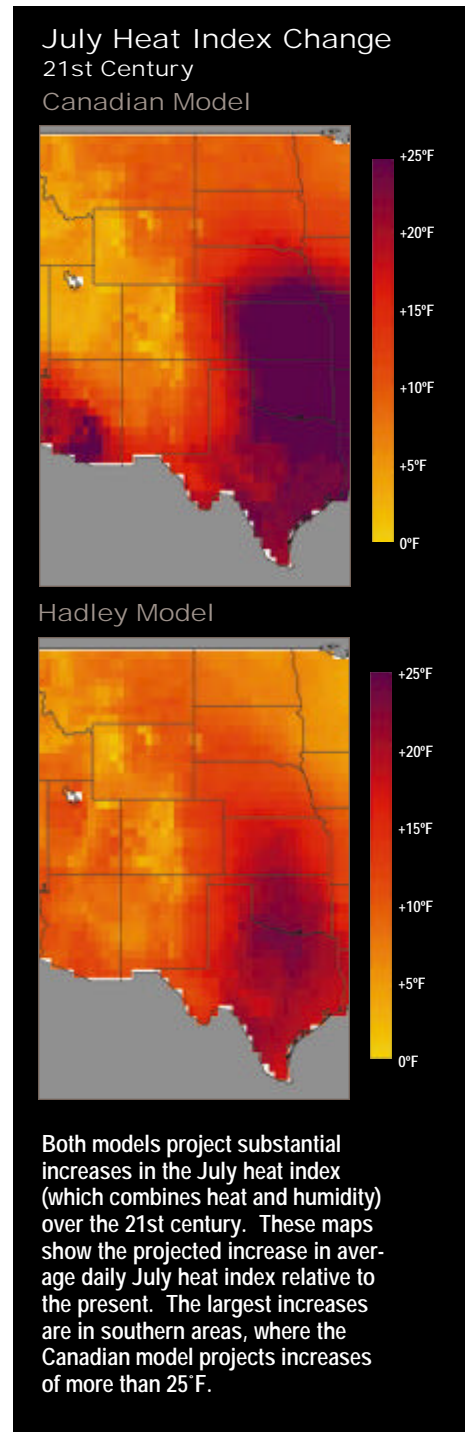 July Heat Index Change
21st Century
Canadian Model
+25ºF
+20ºF
+15ºF
+10ºF
+5ºF
0ºF
Hadley Model
+25ºF
+20ºF
+15ºF
+10ºF
+5ºF
0ºF
Both models project substantial
increases in the July heat index
(which combines heat and humidity)
over the 21st century.  These maps
show the projected increase in aver-
age daily July heat index relative to
the present.  The largest increases
are in southern areas, where the
Canadian model projects increases
of more than 25˚F.